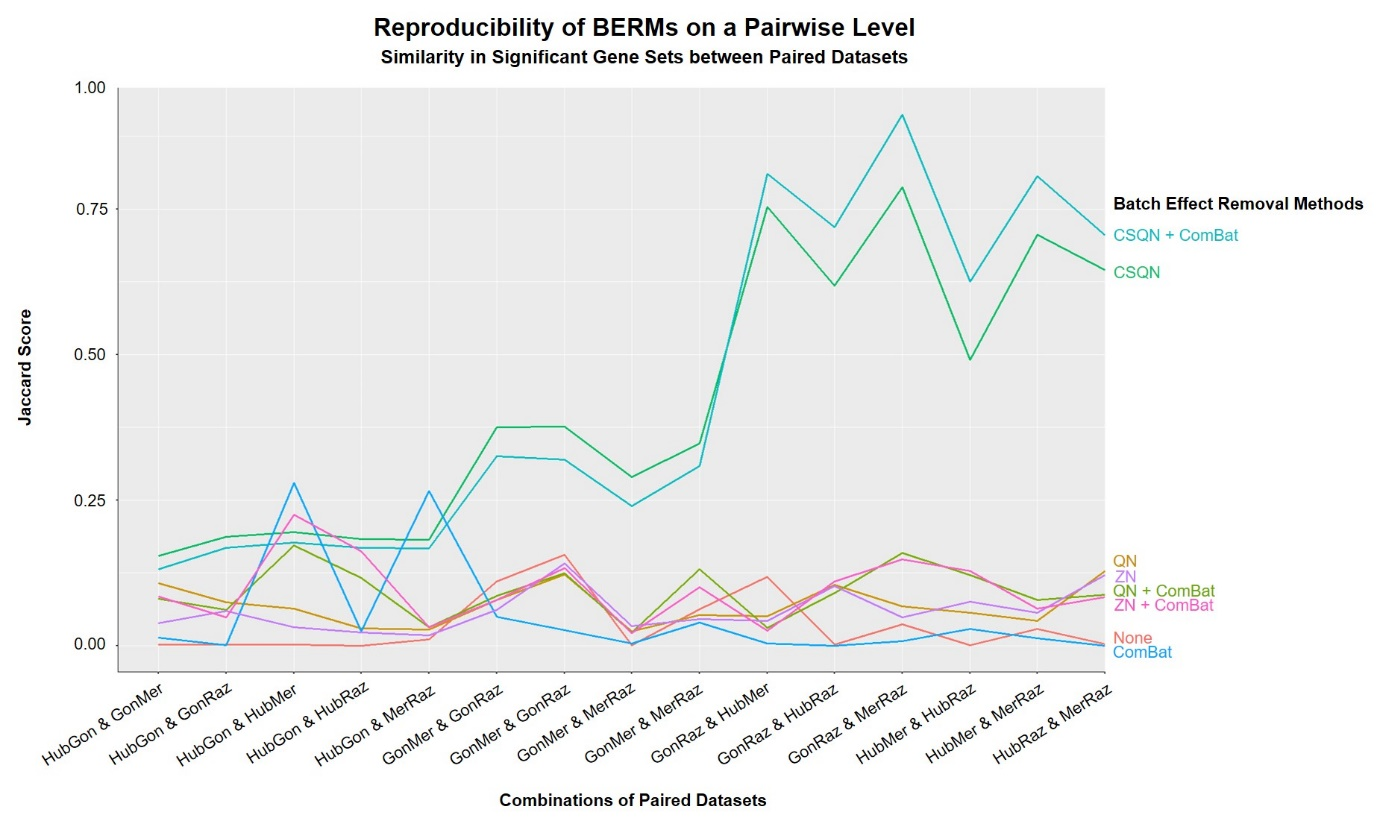 Reproducibility of BERMs on a Pairwise Level
Similarity in Significant Gene Sets between Paired Datasets
1.00
0.75
0.50
0.25
0.00
Jaccard Score
Batch Effect Removal Methods
CSQN + ComBat
CSQN
QN
ZN
QN + ComBat
ZN + ComBat
None
ComBat
HubGon & GonMer
HubGon & GonRaz
HubGon & HubMer
HubGon & HubRaz
HubGon & MerRaz
GonMer & GonRaz
GonMer & GonRaz
GonMer & MerRaz
GonMer & MerRaz
GonRaz & HubMer
GonRaz & HubRaz
GonRaz & MerRaz
HubMer & HubRaz
HubMer & MerRaz
HubRaz & MerRaz
Combinations of Paired Datasets